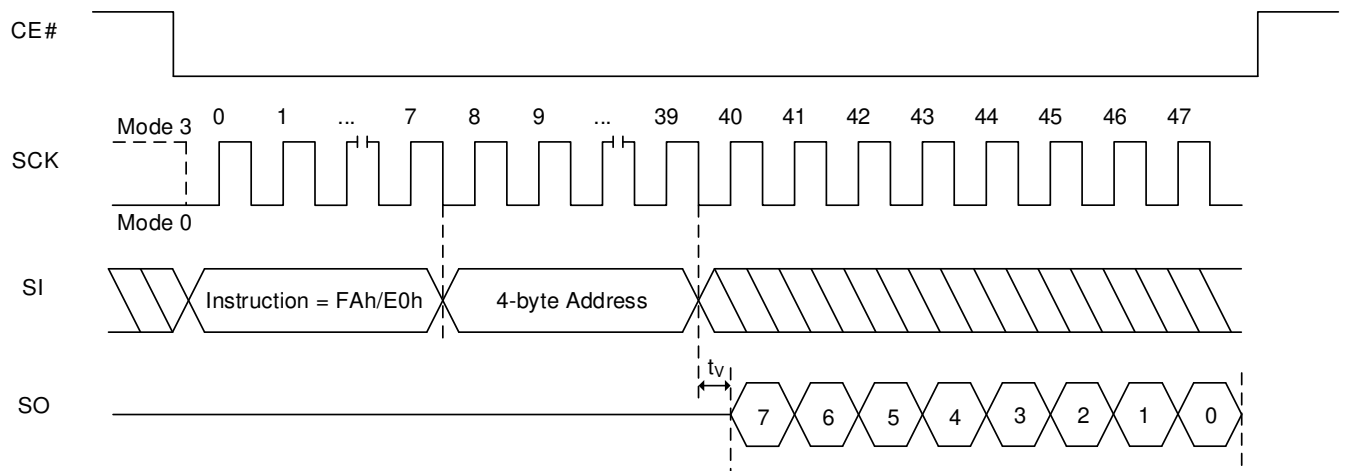 CE#
Mode 3
0 1 ... 7 8 9 ... 39 40 41 42 43 44 45 46 47
SCK
Mode 0
SI
Instruction = FAh/E0h
4-byte Address
tV
SO
7 6 5 4 3 2 1 0